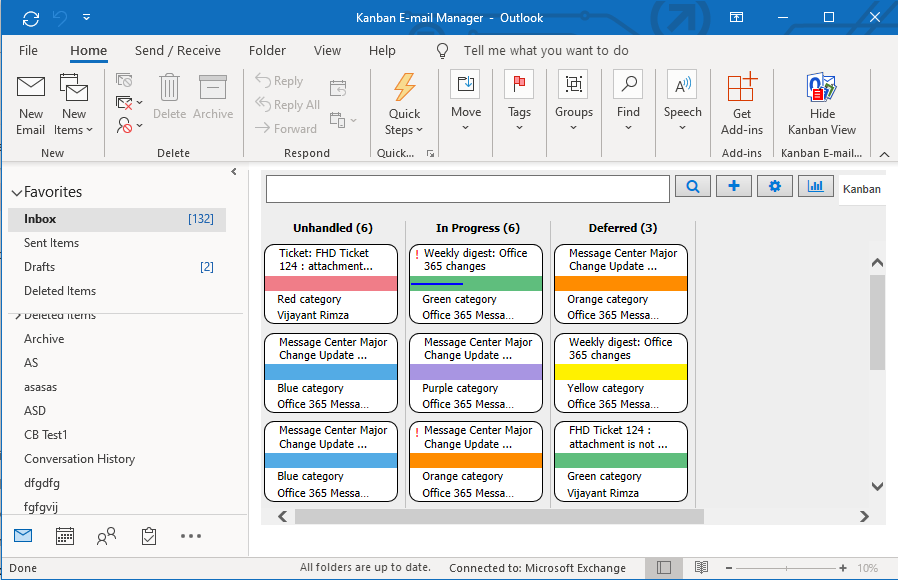 Kanban E-mail Manager - Outlook
File Home Send / Receive Folder View Help Tell me what you want to do
New Email
New Items
Delete
Archive
Reply
Reply All
Forward
Quick Steps
Move
Tags
Groups
Find
Speech
Get Add-ins
Hide Kanban View
New Delete Respond Quick... Add-ins Kanban E-mail...
Favorites
Inbox [132]
Sent Items
Drafts [2]
Deleted Items
Deleted Items
Archive
AS
asasas
ASD
CB Test1
Conversation History
dfgdfg
fgfgvij
Kanban
Unhandled (6)
Ticket: FHD Ticket
124 : attachment...
Red category
Vijayant Rimza
Message Center Major
Change Update ...
Blue category
Office 365 Messa...
Message Center Major
Change Update ...
Blue category
Office 365 Messa...
In Progress (6)
! Weekly digest: Office
365 changes
Green category
Office 365 Messa...
Message Center Major
Change Update ...
Purple category
Office 365 Messa...
! Message Center Major
Change Update ...
Orange category
Office 365 Messa...
Deferred (3)
Message Center Major
Change Update ...
Orange category
Office 365 Messa...
Weekly digest: Office
365 changes
Yellow category
Office 365 Messa...
FHD Ticket 124 :
attachment is not ...
Green category
Vijayant Rimza
Done All folders are up to date. Connected to: Microsoft Exchange 10%